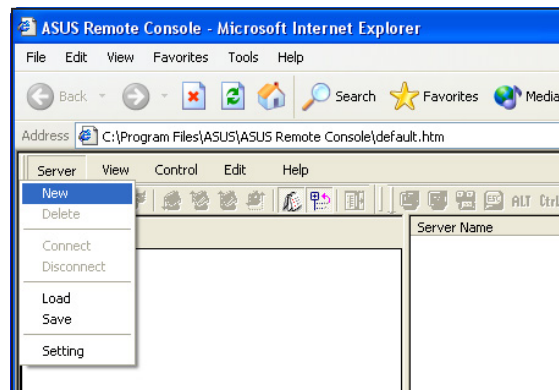 ASUS Remote Console - Microsoft Internet Explorer
File Edit View Favorites Tools Help
Back Search Favorites Media
Address C:\Program Files\ASUS\ASUS Remote Console\default.htm
Server View Control Edit Help
ESC ALT Ctrl
Server Name
New
Delete
Connect
Disconnect
Load
Save
Setting